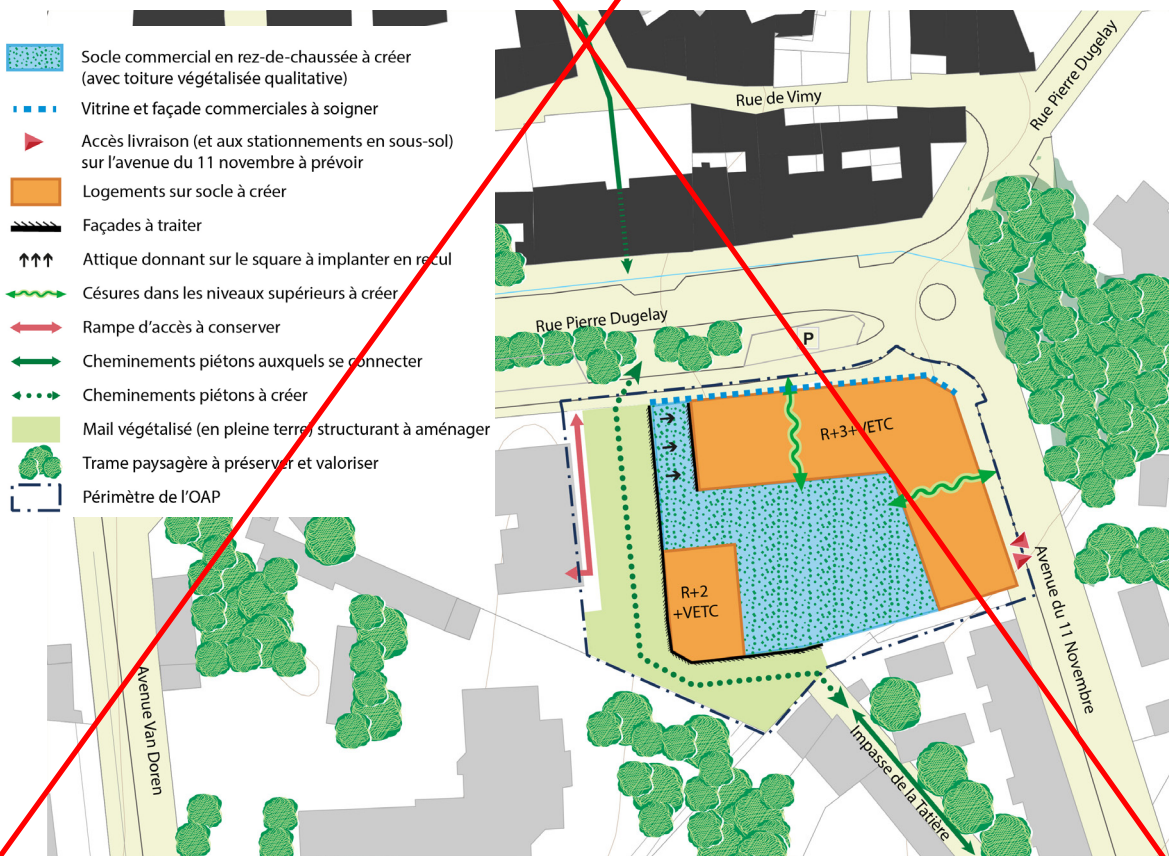 Socle commercial en rez-de-chaussée à créer
(avec toiture végétalisée qualitative)
Vitrine et façade commerciales à soigner
Accès livraison (et aux stationnements en sous-sol)
sur l'avenue du 11 novembre à prévoir
Logements sur socle à créer
Façades à traiter
Attique donnant sur le square à implanter en recul
Césures dans les niveaux supérieurs à créer
Rampe d'accès à conserver
Cheminements piétons auxquels se connecter
Cheminements piétons à créer
Mail végétalisé (en pleine terre) structurant à aménager
Trame paysagère à préserver et valoriser
Périmètre de l'OAP
Rue de Vimy
Rue Pierre Dugelay
Rue Pierre Dugelay
P
R+3+VETC
R+2
+VETC
Avenue du 11 Novembre
Avenue Van Doren
Impasse de la Tatière